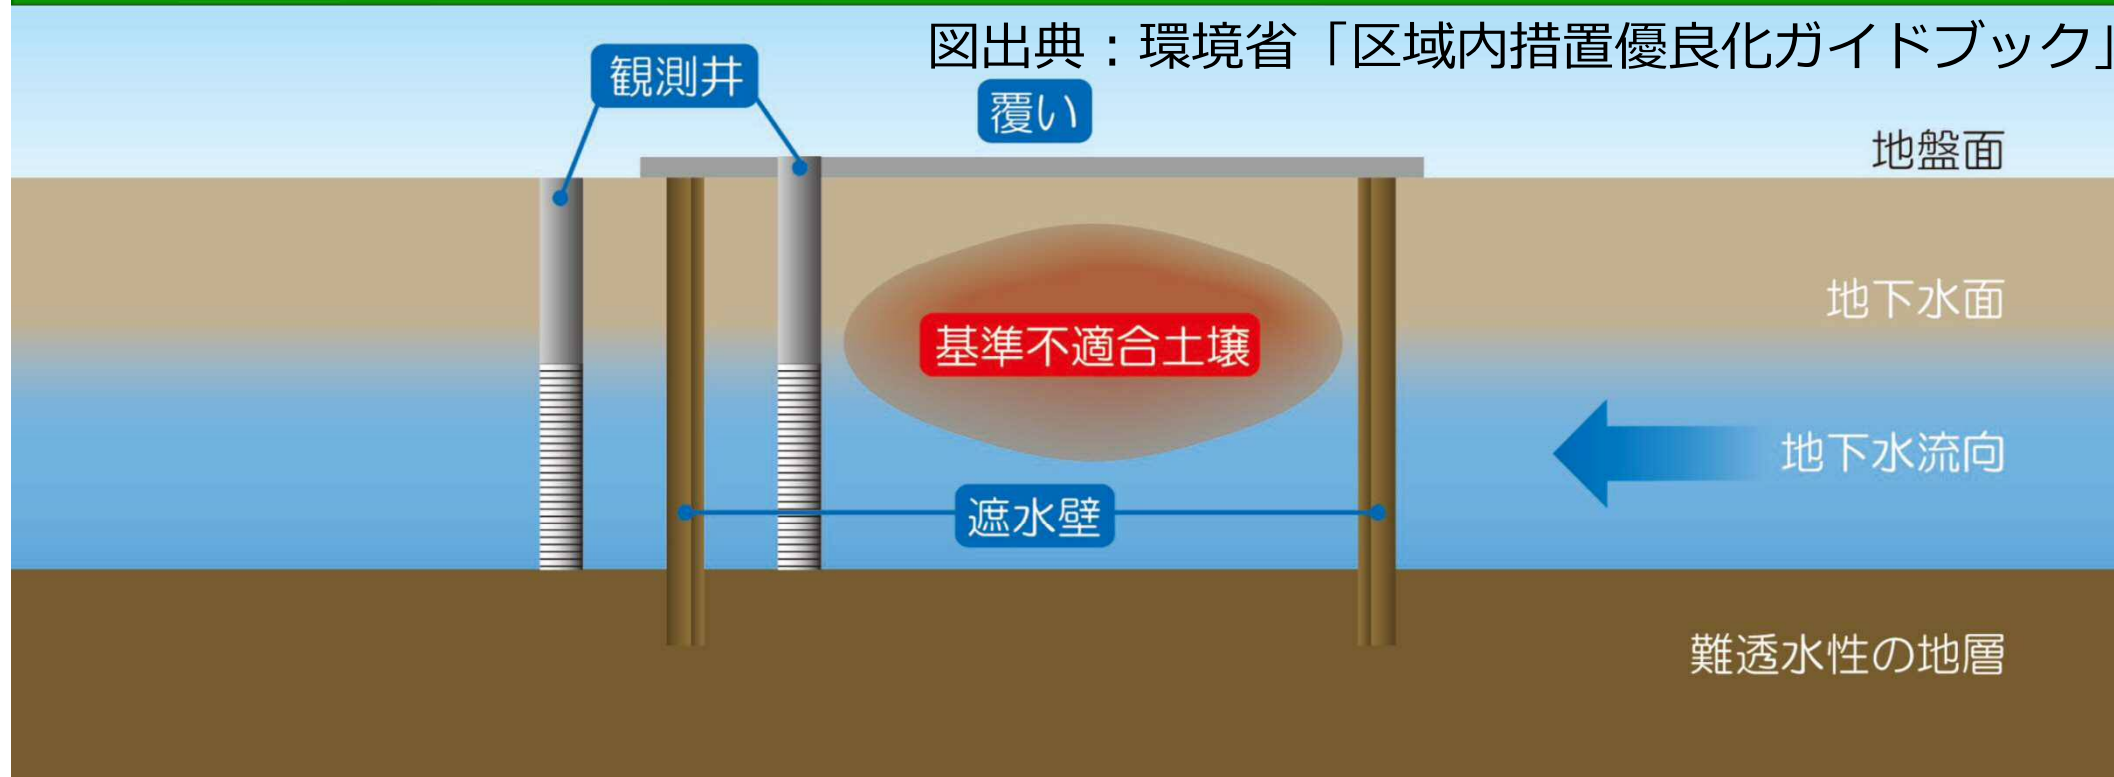 図出典：環境省「区域内措置優良化ガイドブック」
観測井
覆い
地盤面
地下水面
基準不適合土壌
地下水流向
遮水壁
難透水性の地層